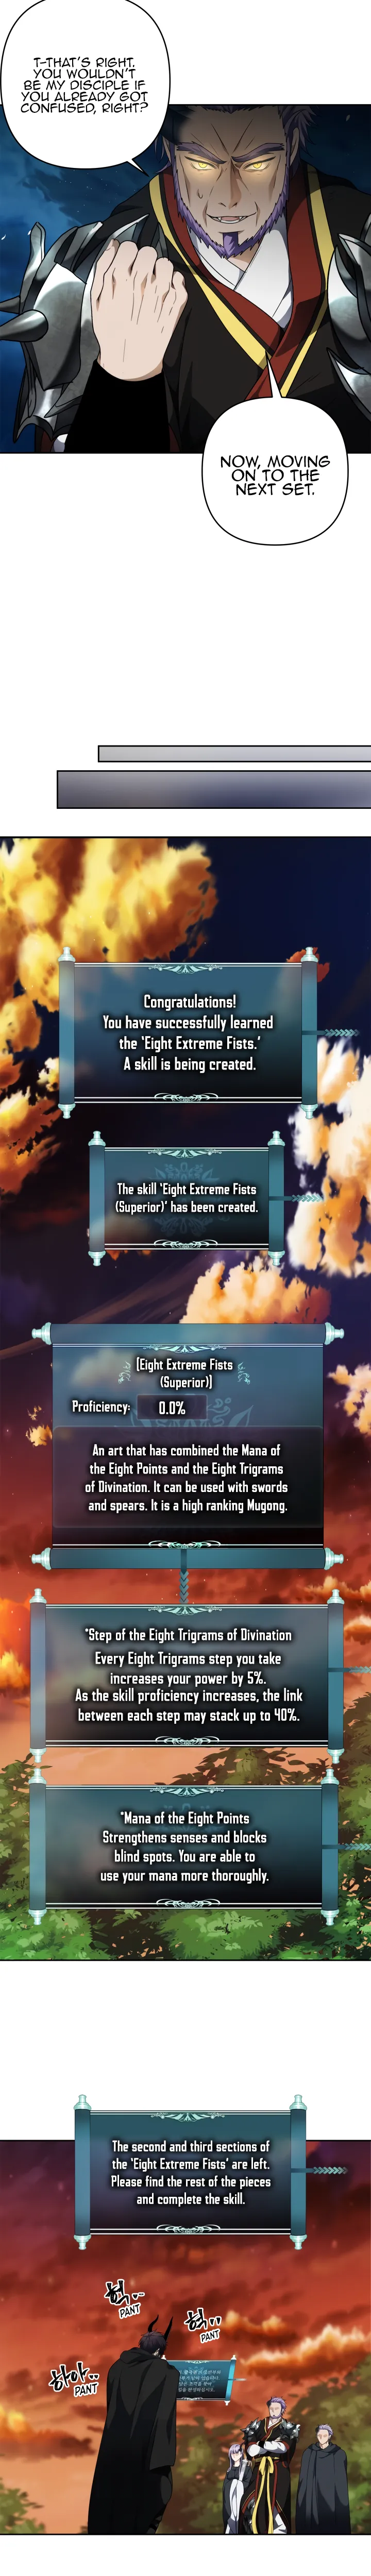 T-THAT'S RIGHT.
YOU WOULDN'T
BE MY DISCIPLE IF
YOU ALREADY GOT
CONFUSED, RIGHT?
NOW, MOVING
ON TO THE
NEXT SET.
Congratulations!
You have successfully learned
the 'Eight Extreme Fists.'
A skill is being created.
The skill 'Eight Extreme Fists
(Superior)' has been created.
[Eight Extreme Fists
(Superior)]
Proficiency: 0.0%
An art that has combined the Mana of
the Eight Points and the Eight Trigrams
of Divination. It can be used with swords
and spears. It is a high ranking Mugong.
*Step of the Eight Trigrams of Divination
Every Eight Trigrams step you take
increases your power by 5%.
As the skill proficiency increases, the link
between each step may stack up to 40%.
*Mana of the Eight Points
Strengthens senses and blocks
blind spots. You are able to
use your mana more thoroughly.
The second and third sections of
the 'Eight Extreme Fists' are left.
Please find the rest of the pieces
and complete the skill.
헉..
PANT
헉..
PANT
하아..
PANT